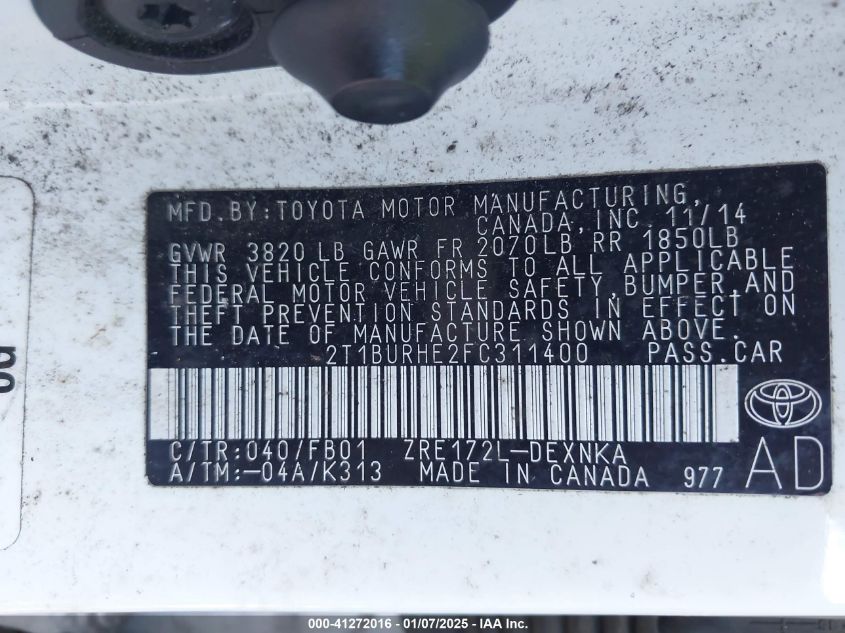 MFD. BY: TOYOTA MOTOR MANUFACTURING,
CANADA, INC. 11/14
GVWR 3820 LB GAWR FR 2070LB RR 1850LB
THIS VEHICLE CONFORMS TO ALL APPLICABLE
FEDERAL MOTOR VEHICLE SAFETY, BUMPER, AND
THEFT PREVENTION STANDARDS IN EFFECT ON
THE DATE OF MANUFACTURE SHOWN ABOVE.
2T1BURHE2FC311400 PASS.CAR
C/TR:040/FB01 ZRE172L-DEXNKA
A/TM:-04A/K313 MADE IN CANADA 977
AD
000-41272016 - 01/07/2025 - IAA Inc.